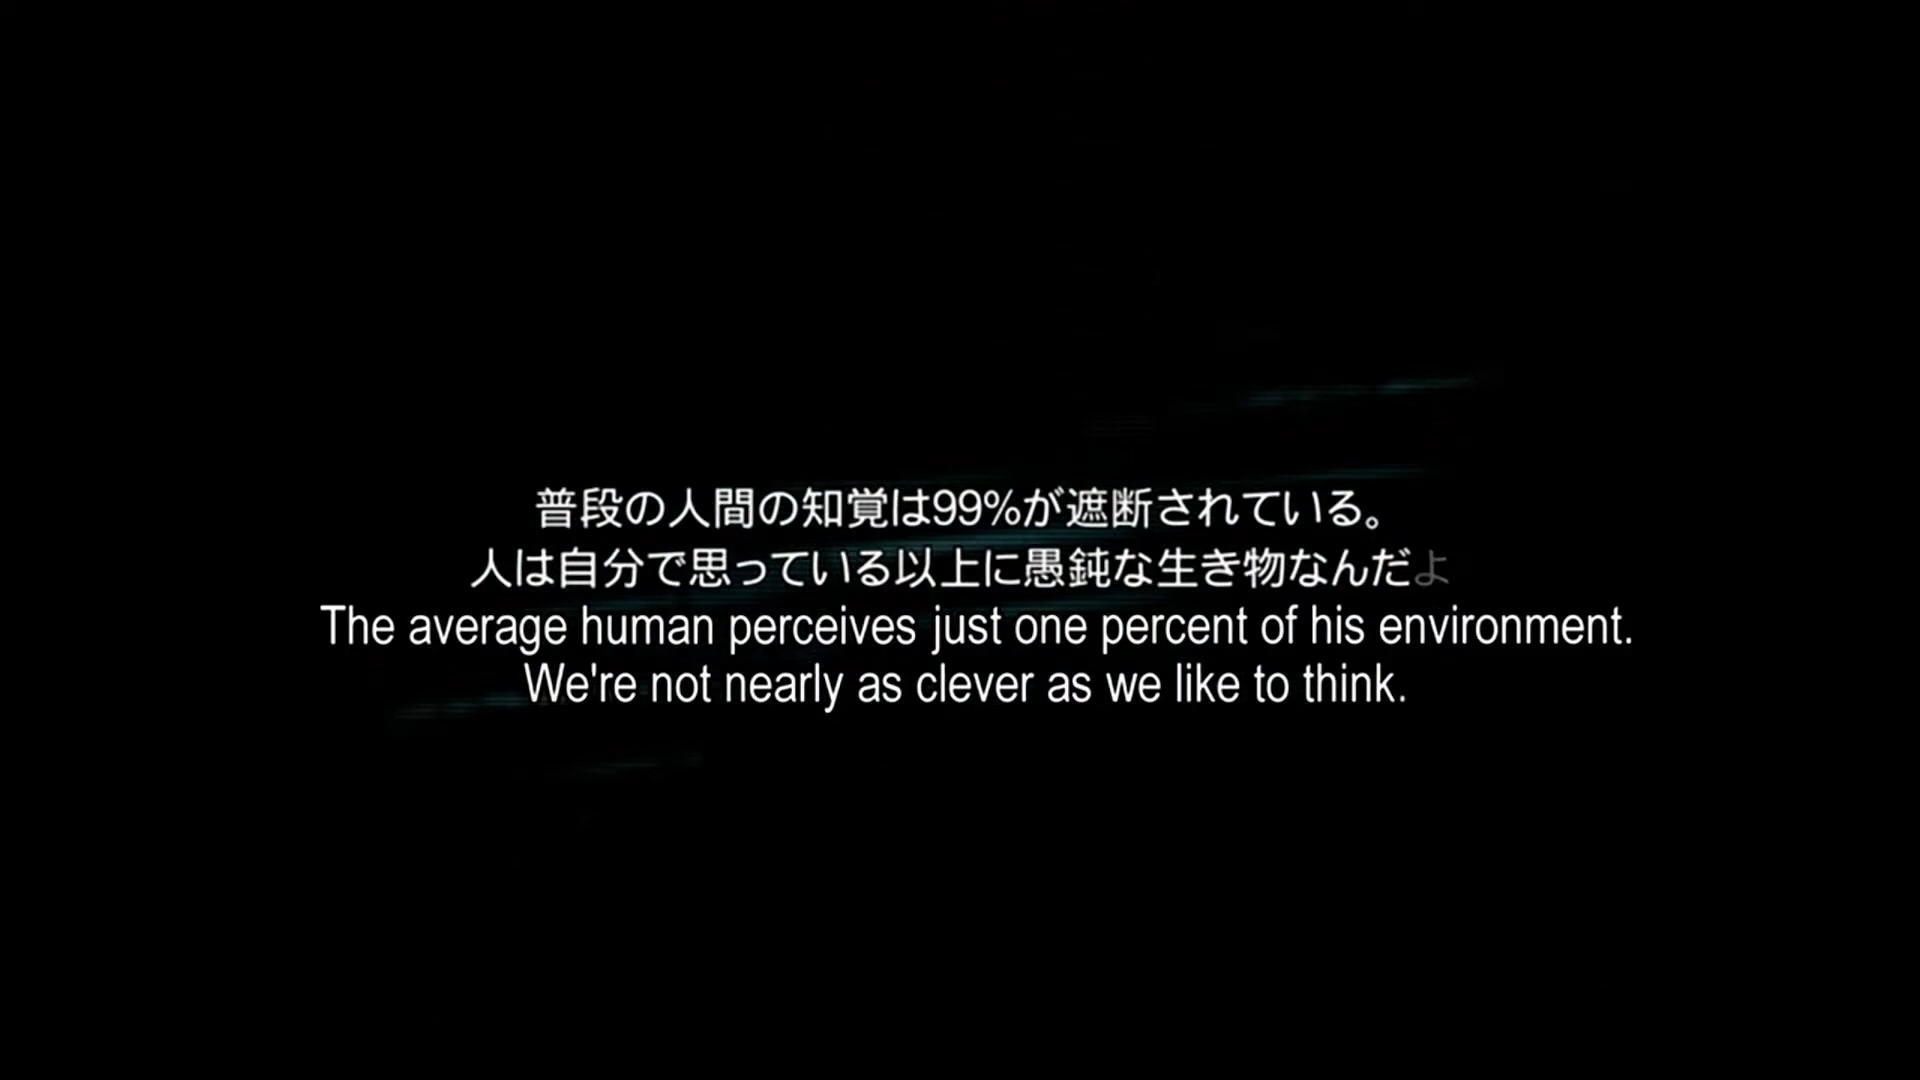 普段の人間の知覚は99%が遮断されている。
人は自分で思っている以上に愚鈍な生き物なんだよ
The average human perceives just one percent of his environment.
We're not nearly as clever as we like to think.